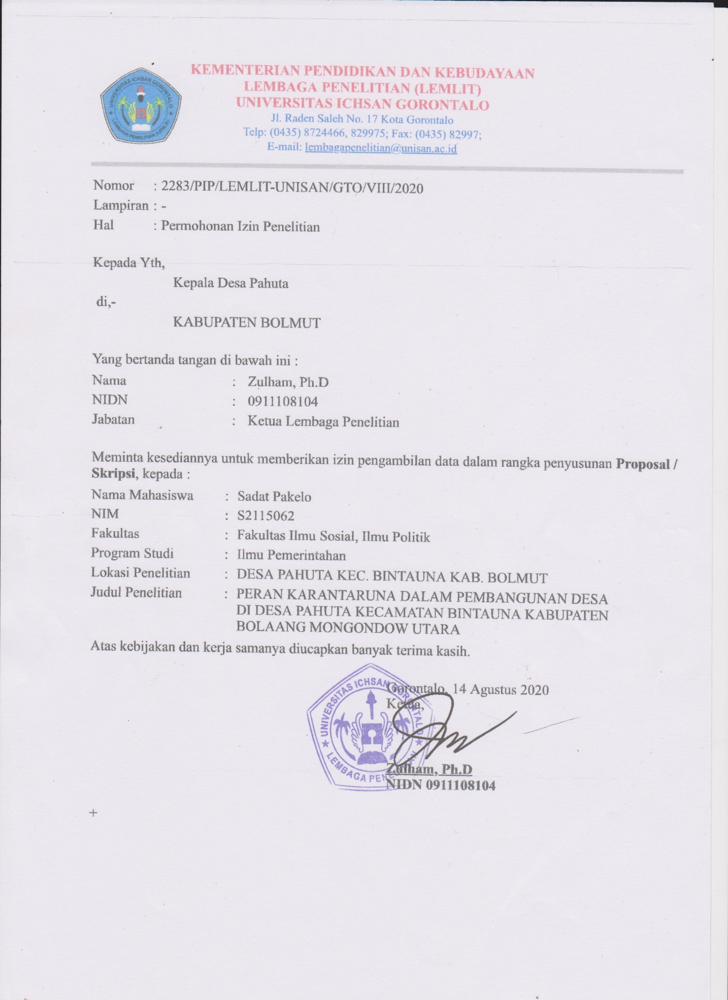 KEMENTERIAN PENDIDIKAN DAN KEBUDAYAAN
LEMBAGA PENELITIAN (LEMLIT)
UNIVERSITAS ICHSAN GORONTALO
Jl. Raden Saleh No. 17 Kota Gorontalo
Telp: (0435) 8724466, 829975; Fax: (0435) 82997;
E-mail: lembagapenelitian@unisan.ac.id
UNIVERSITAS ICHSAN GORONTALO
LEMBAGA PENELITIAN (LEMLIT)
Nomor : 2283/PIP/LEMLIT-UNISAN/GTO/VIII/2020
Lampiran : -
Hal : Permohonan Izin Penelitian
Kepada Yth,
Kepala Desa Pahuta
di,-
KABUPATEN BOLMUT
Yang bertanda tangan di bawah ini :
Nama : Zulham, Ph.D
NIDN : 0911108104
Jabatan : Ketua Lembaga Penelitian
Meminta kesediannya untuk memberikan izin pengambilan data dalam rangka penyusunan Proposal /
Skripsi, kepada :
Nama Mahasiswa : Sadat Pakelo
NIM : S2115062
Fakultas : Fakultas Ilmu Sosial, Ilmu Politik
Program Studi : Ilmu Pemerintahan
Lokasi Penelitian : DESA PAHUTA KEC. BINTAUNA KAB. BOLMUT
Judul Penelitian : PERAN KARANTARUNA DALAM PEMBANGUNAN DESA
DI DESA PAHUTA KECAMATAN BINTAUNA KABUPATEN
BOLAANG MONGONDOW UTARA
Atas kebijakan dan kerja samanya diucapkan banyak terima kasih.
Gorontalo, 14 Agustus 2020
Ketua,
UNIVERSITAS ICHSAN GORONTALO
LEMBAGA
Zulham, Ph.D
NIDN 0911108104
+